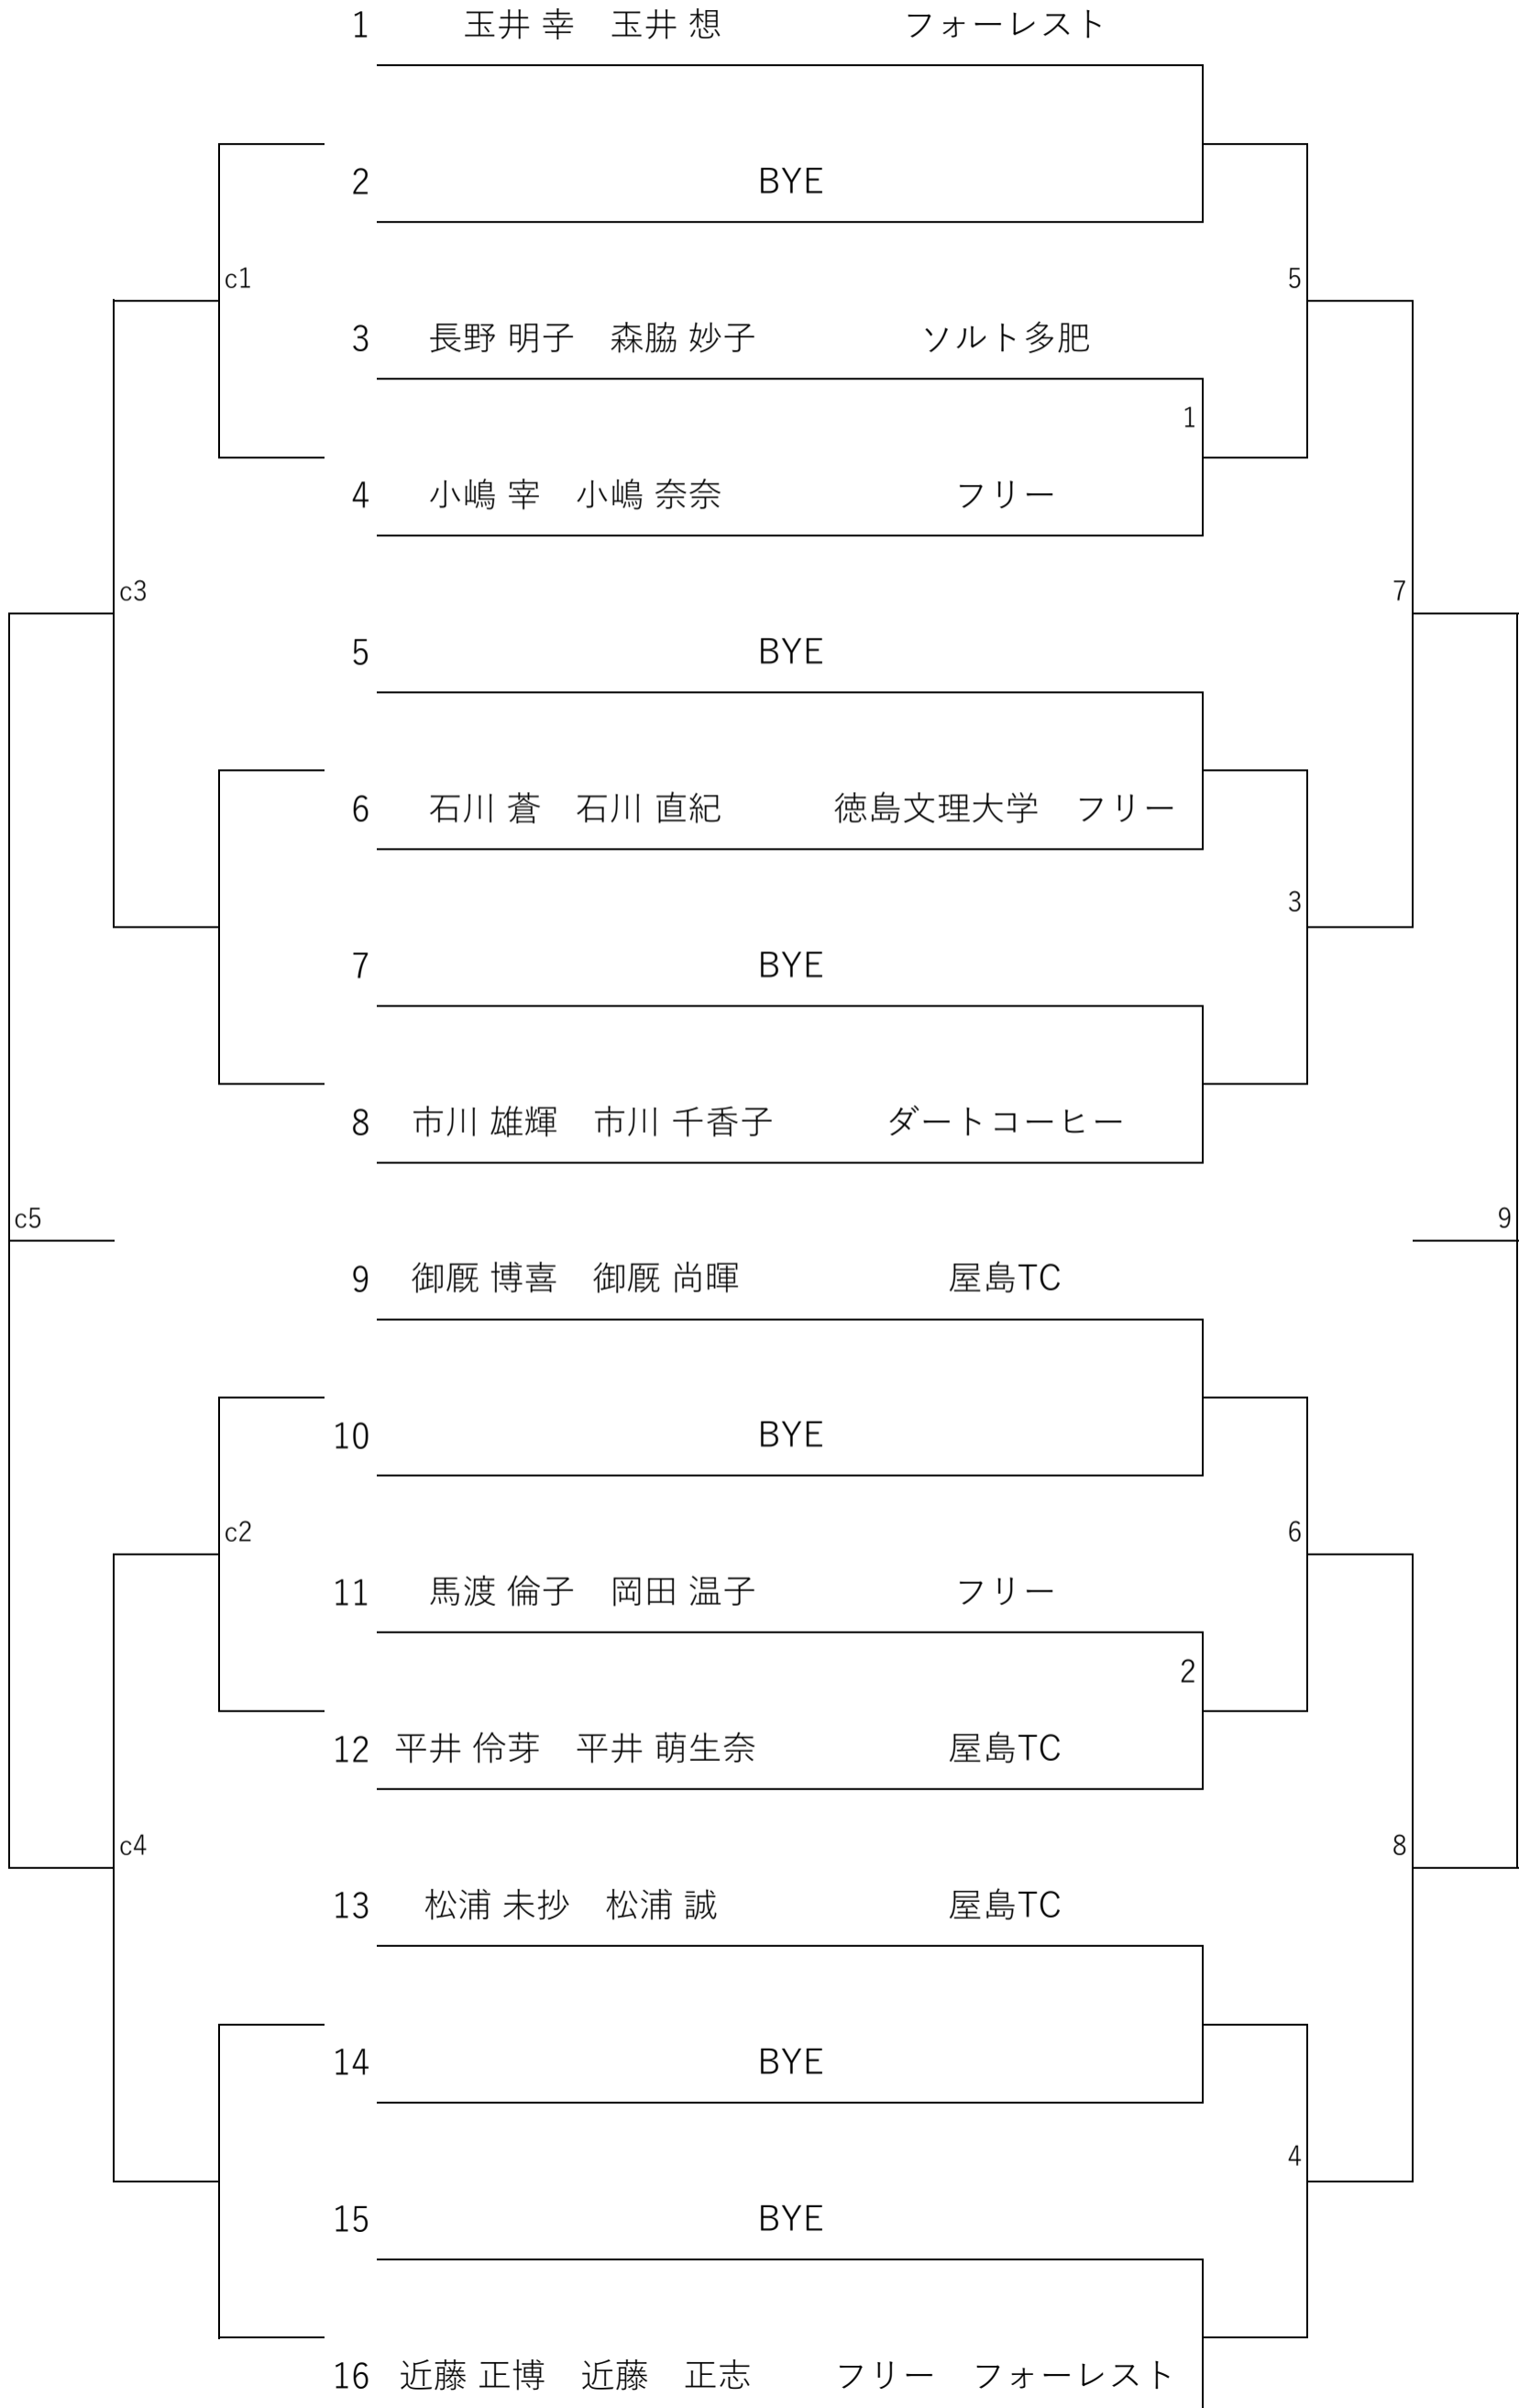 1 玉井 幸 玉井 想 フォーレスト
2 BYE
c1 5
3 長野 明子 森脇 妙子 ソルト多肥
1
4 小嶋 宰 小嶋 奈奈 フリー
c3 7
5 BYE
6 石川 蒼 石川 直紀 徳島文理大学 フリー
3
7 BYE
8 市川 雄輝 市川 千香子 ダートコーヒー
c5 9
9 御厩 博喜 御厩 尚暉 屋島TC
10 BYE
c2 6
11 馬渡 倫子 岡田 温子 フリー
2
12 平井 伶芽 平井 萌生奈 屋島TC
c4 8
13 松浦 未抄 松浦 誠 屋島TC
14 BYE
4
15 BYE
16 近藤 正博 近藤 正志 フリー フォーレスト